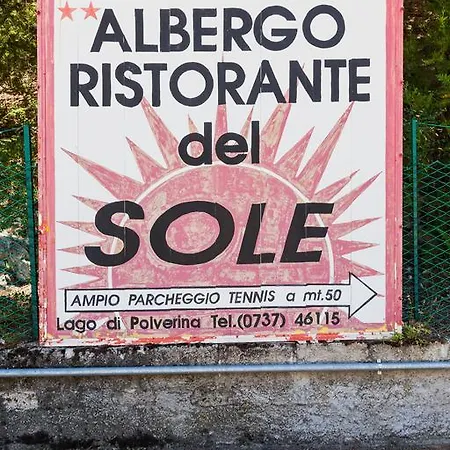 ALBERGO
RISTORANTE
del
SOLE
AMPIO PARCHEGGIO TENNIS a mt.50
Lago di Polverina Tel.(0737) 46115